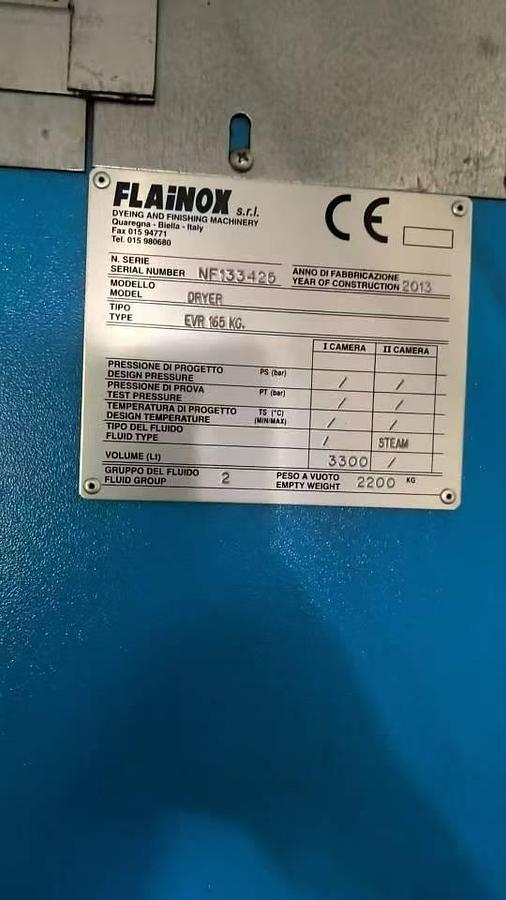 FLAiNOX s.r.l.
DYEING AND FINISHING MACHINERY
Quaregna - Biella - Italy
Fax 015 94771
Tel. 015 980680
CE
N. SERIE
SERIAL NUMBER NF133425
ANNO DI FABBRICAZIONE
YEAR OF CONSTRUCTION 2013
MODELLO
MODEL DRYER
TIPO
TYPE EVR 165 KG.
I CAMERA II CAMERA
PRESSIONE DI PROGETTO
DESIGN PRESSURE PS (bar) / /
PRESSIONE DI PROVA
TEST PRESSURE PT (bar) / /
TEMPERATURA DI PROGETTO TS (°C)
DESIGN TEMPERATURE (MIN/MAX) / /
TIPO DEL FLUIDO
FLUID TYPE / STEAM
VOLUME (Lt) 3300 /
GRUPPO DEL FLUIDO
FLUID GROUP 2
PESO A VUOTO
EMPTY WEIGHT 2200 KG